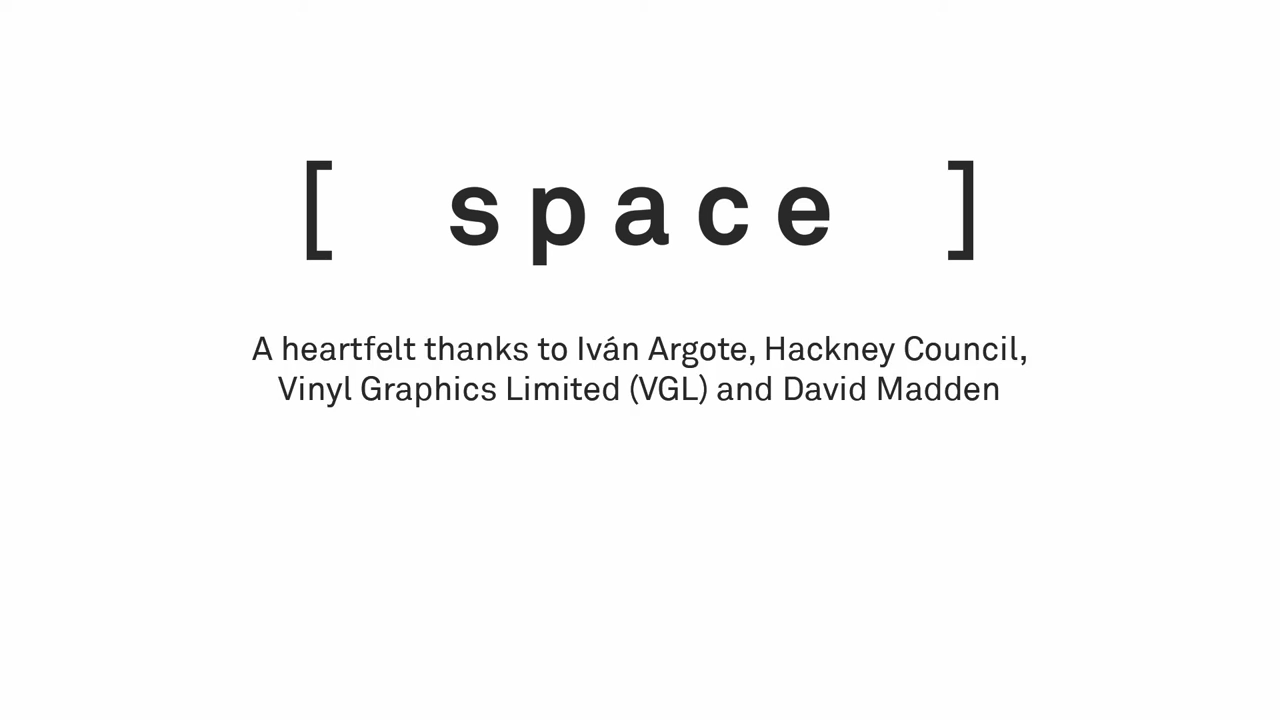 [ space ]
A heartfelt thanks to Iván Argote, Hackney Council,
Vinyl Graphics Limited (VGL) and David Madden